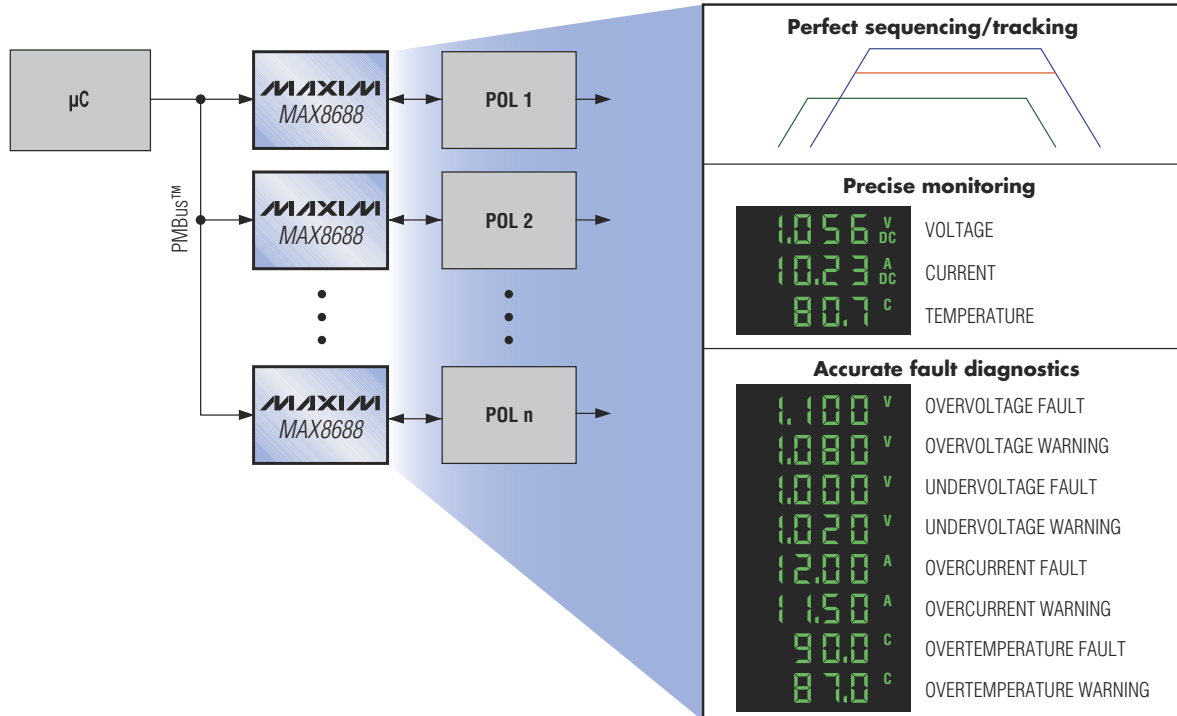 µC
PMBus™
MAXIM
MAX8688
POL 1
MAXIM
MAX8688
POL 2
MAXIM
MAX8688
POL n
Perfect sequencing/tracking
Precise monitoring
1.056 V DC VOLTAGE
10.23 A DC CURRENT
80.7 C TEMPERATURE
Accurate fault diagnostics
1.100 V OVERVOLTAGE FAULT
1.080 V OVERVOLTAGE WARNING
1.000 V UNDERVOLTAGE FAULT
1.020 V UNDERVOLTAGE WARNING
12.00 A OVERCURRENT FAULT
11.50 A OVERCURRENT WARNING
90.0 C OVERTEMPERATURE FAULT
87.0 C OVERTEMPERATURE WARNING